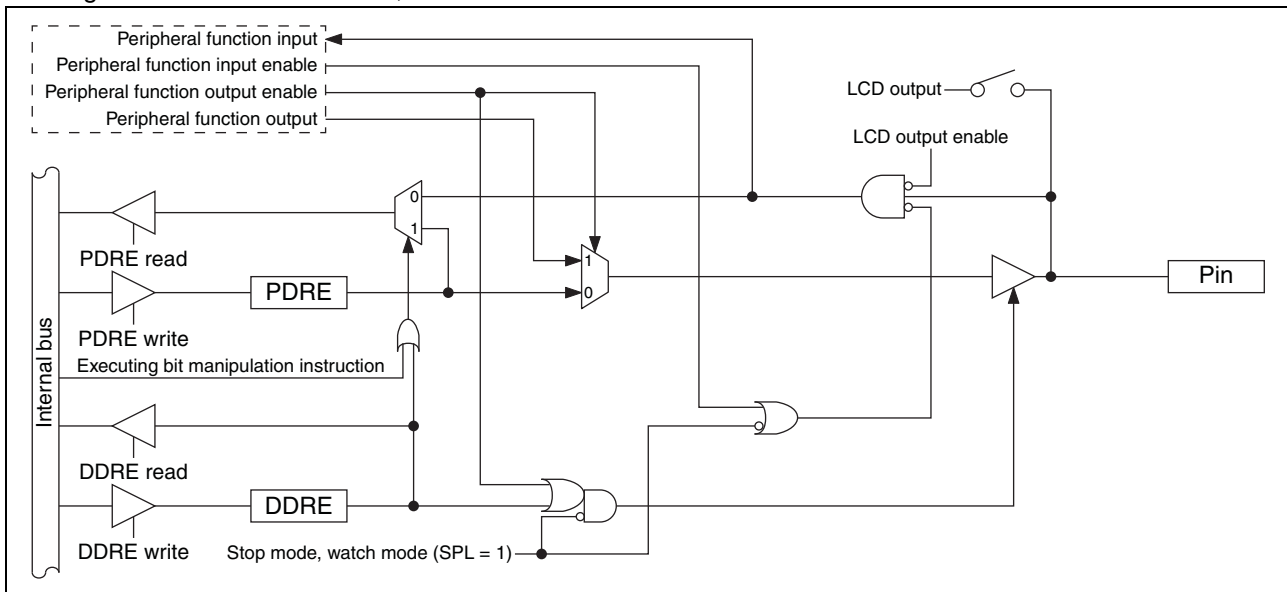 Peripheral function input
Peripheral function input enable
Peripheral function output enable
Peripheral function output
LCD output
LCD output enable
0
1
PDRE read
1
PDRE
0
Pin
PDRE write
Internal bus
Executing bit manipulation instruction
DDRE read
DDRE
DDRE write
Stop mode, watch mode (SPL = 1)